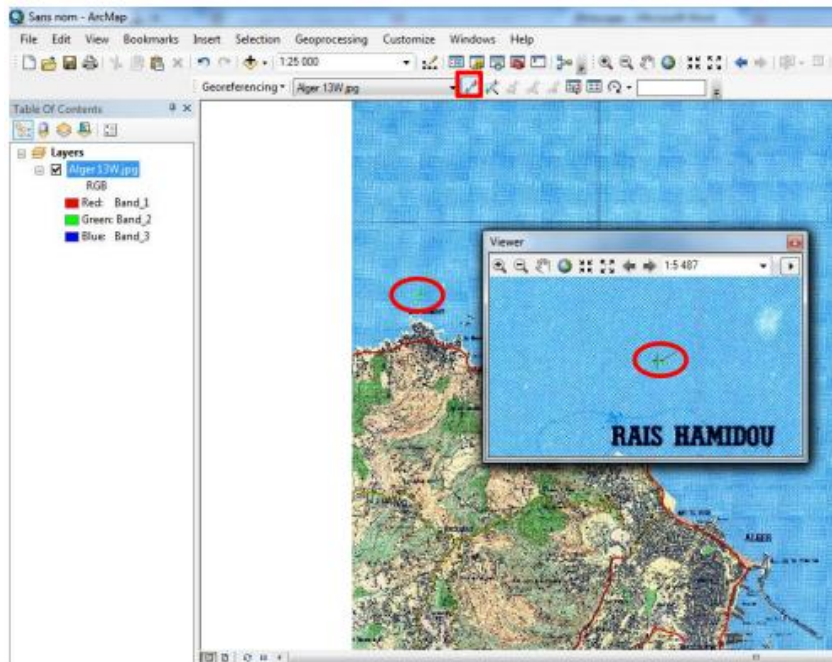 Sans nom - ArcMap
File Edit View Bookmarks Insert Selection Geoprocessing Customize Windows Help
1:25 000
Georeferencing Alger 13W.jpg
Table Of Contents
Layers
Alger 13W.jpg
RGB
Red: Band_1
Green: Band_2
Blue: Band_3
Viewer
1:5 487
RAIS HAMIDOU
ALGER